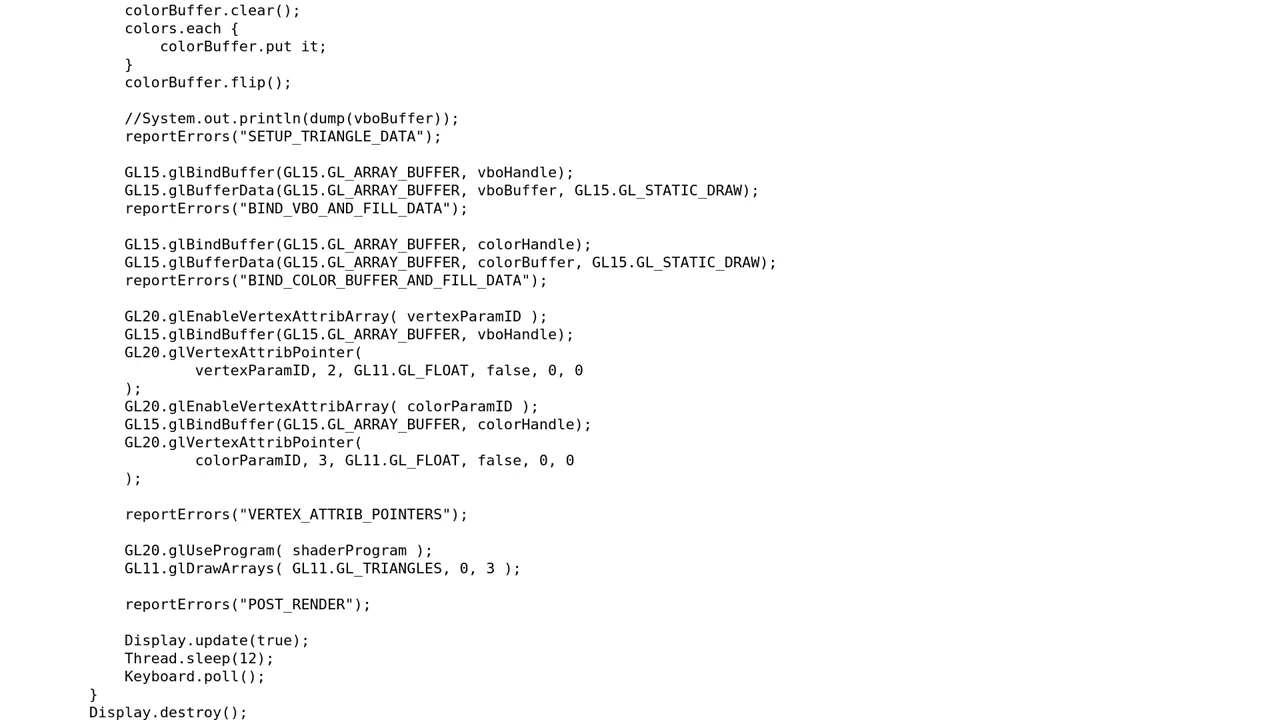 colorBuffer.clear();
colors.each {
colorBuffer.put it;
}
colorBuffer.flip();
//System.out.println(dump(vboBuffer));
reportErrors("SETUP_TRIANGLE_DATA");
GL15.glBindBuffer(GL15.GL_ARRAY_BUFFER, vboHandle);
GL15.glBufferData(GL15.GL_ARRAY_BUFFER, vboBuffer, GL15.GL_STATIC_DRAW);
reportErrors("BIND_VBO_AND_FILL_DATA");
GL15.glBindBuffer(GL15.GL_ARRAY_BUFFER, colorHandle);
GL15.glBufferData(GL15.GL_ARRAY_BUFFER, colorBuffer, GL15.GL_STATIC_DRAW);
reportErrors("BIND_COLOR_BUFFER_AND_FILL_DATA");
GL20.glEnableVertexAttribArray( vertexParamID );
GL15.glBindBuffer(GL15.GL_ARRAY_BUFFER, vboHandle);
GL20.glVertexAttribPointer(
vertexParamID, 2, GL11.GL_FLOAT, false, 0, 0
);
GL20.glEnableVertexAttribArray( colorParamID );
GL15.glBindBuffer(GL15.GL_ARRAY_BUFFER, colorHandle);
GL20.glVertexAttribPointer(
colorParamID, 3, GL11.GL_FLOAT, false, 0, 0
);
reportErrors("VERTEX_ATTRIB_POINTERS");
GL20.glUseProgram( shaderProgram );
GL11.glDrawArrays( GL11.GL_TRIANGLES, 0, 3 );
reportErrors("POST_RENDER");
Display.update(true);
Thread.sleep(12);
Keyboard.poll();
}
Display.destroy();